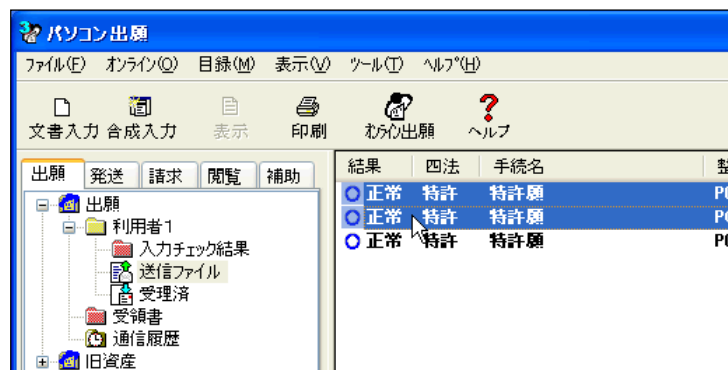 パソコン出願
ファイル(F) オンライン(O) 目録(M) 表示(V) ツール(T) ヘルプ(H)
文書入力 合成入力 表示 印刷 オンライン出願 ヘルプ
出願 発送 請求 閲覧 補助
出願
利用者1
入力チェック結果
送信ファイル
受理済
受領書
通信履歴
旧資産
結果 四法 手続名
正常 特許 特許願
正常 特許 特許願
正常 特許 特許願